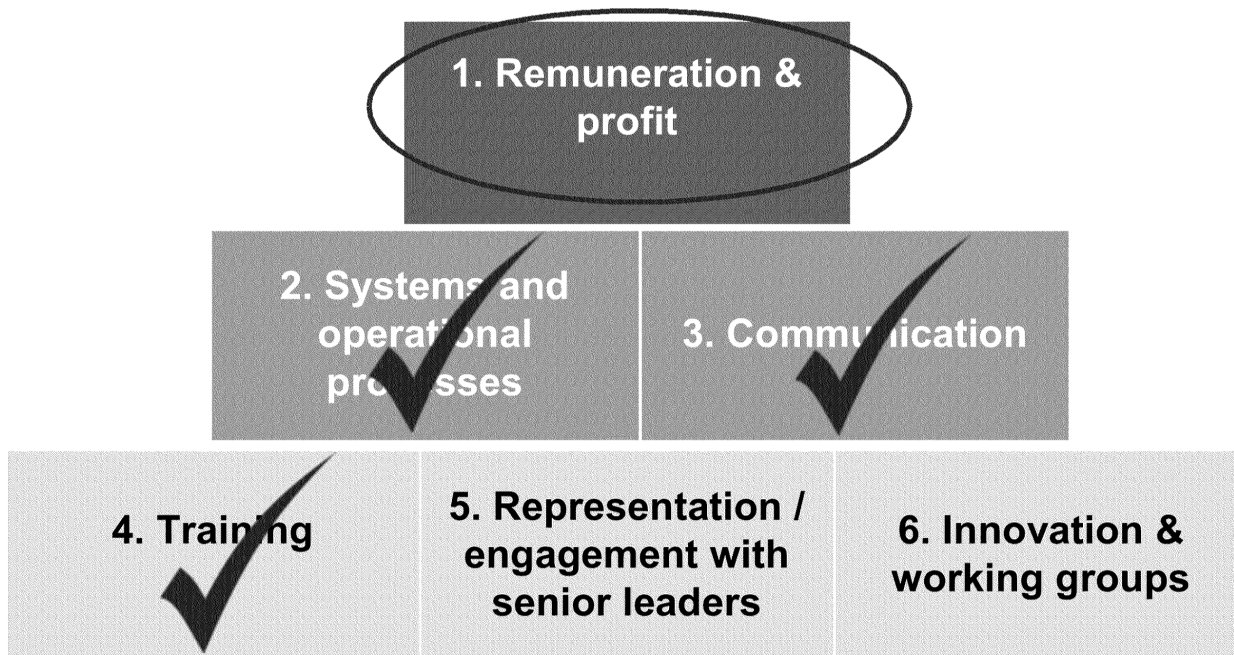 1. Remuneration &
profit
2. Systems and
operational
processes
3. Communication
4. Training
5. Representation /
engagement with
senior leaders
6. Innovation &
working groups